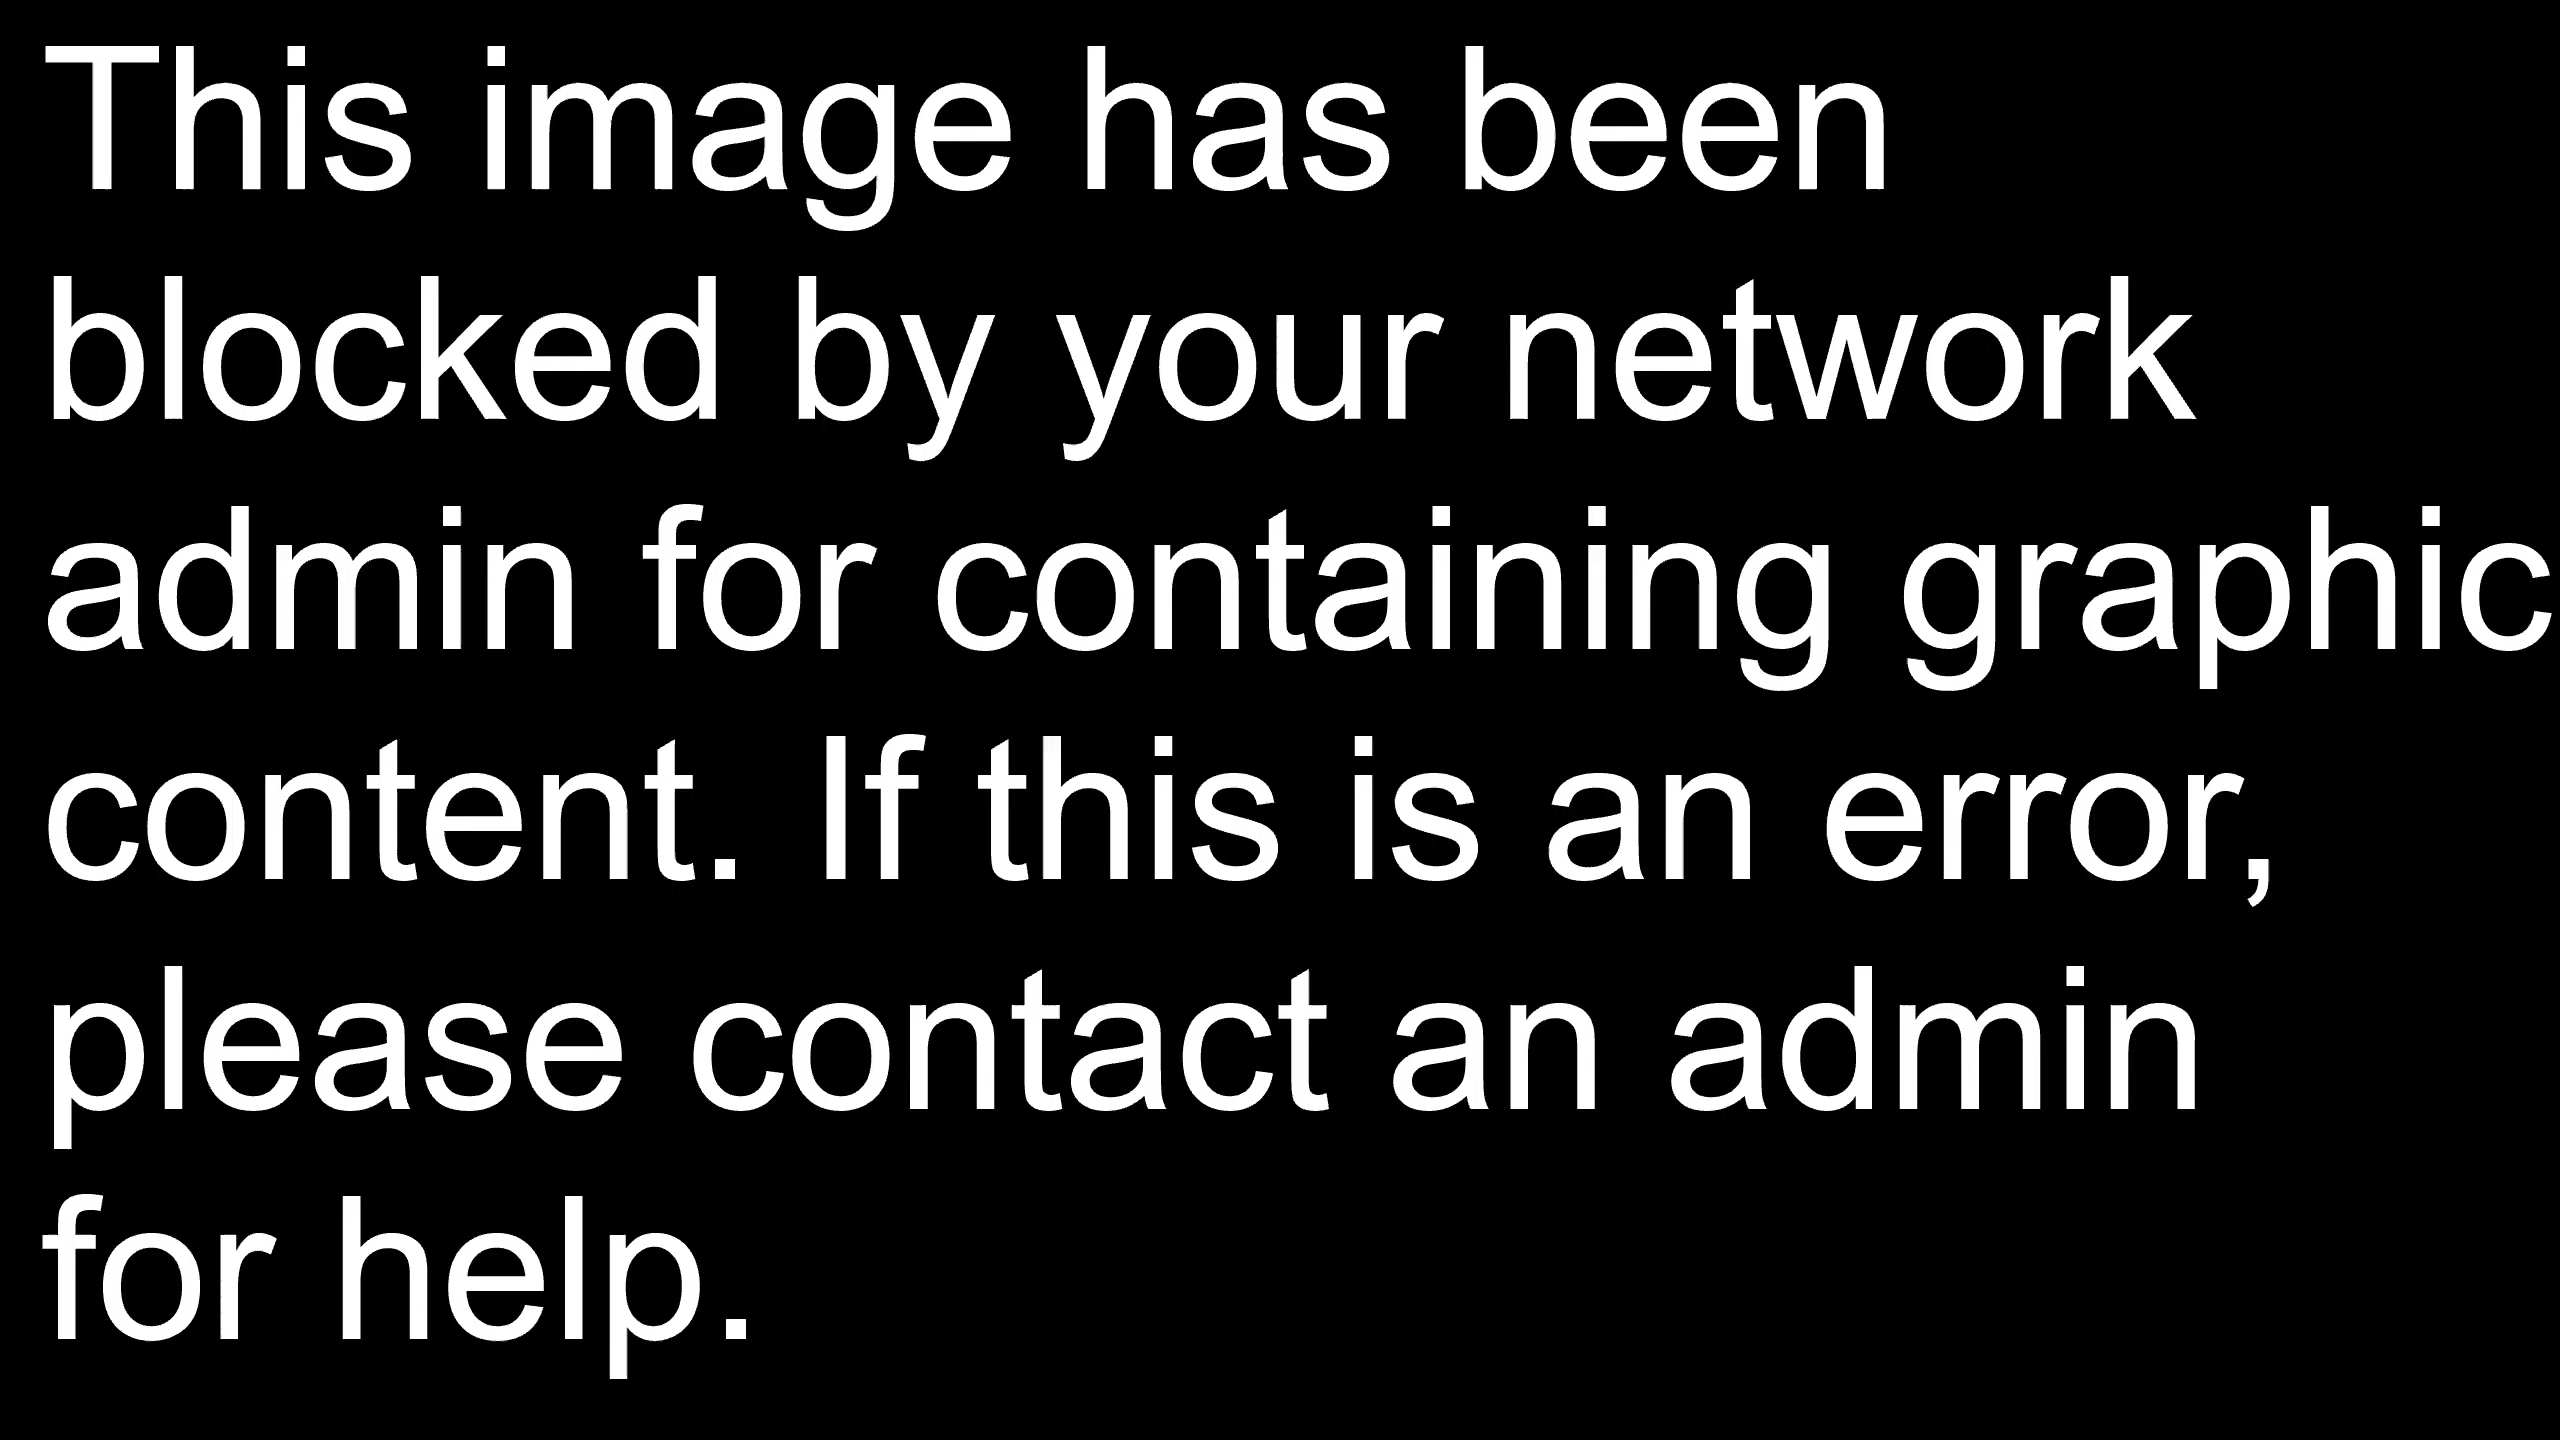 This image has been
blocked by your network
admin for containing graphic
content. If this is an error,
please contact an admin
for help.